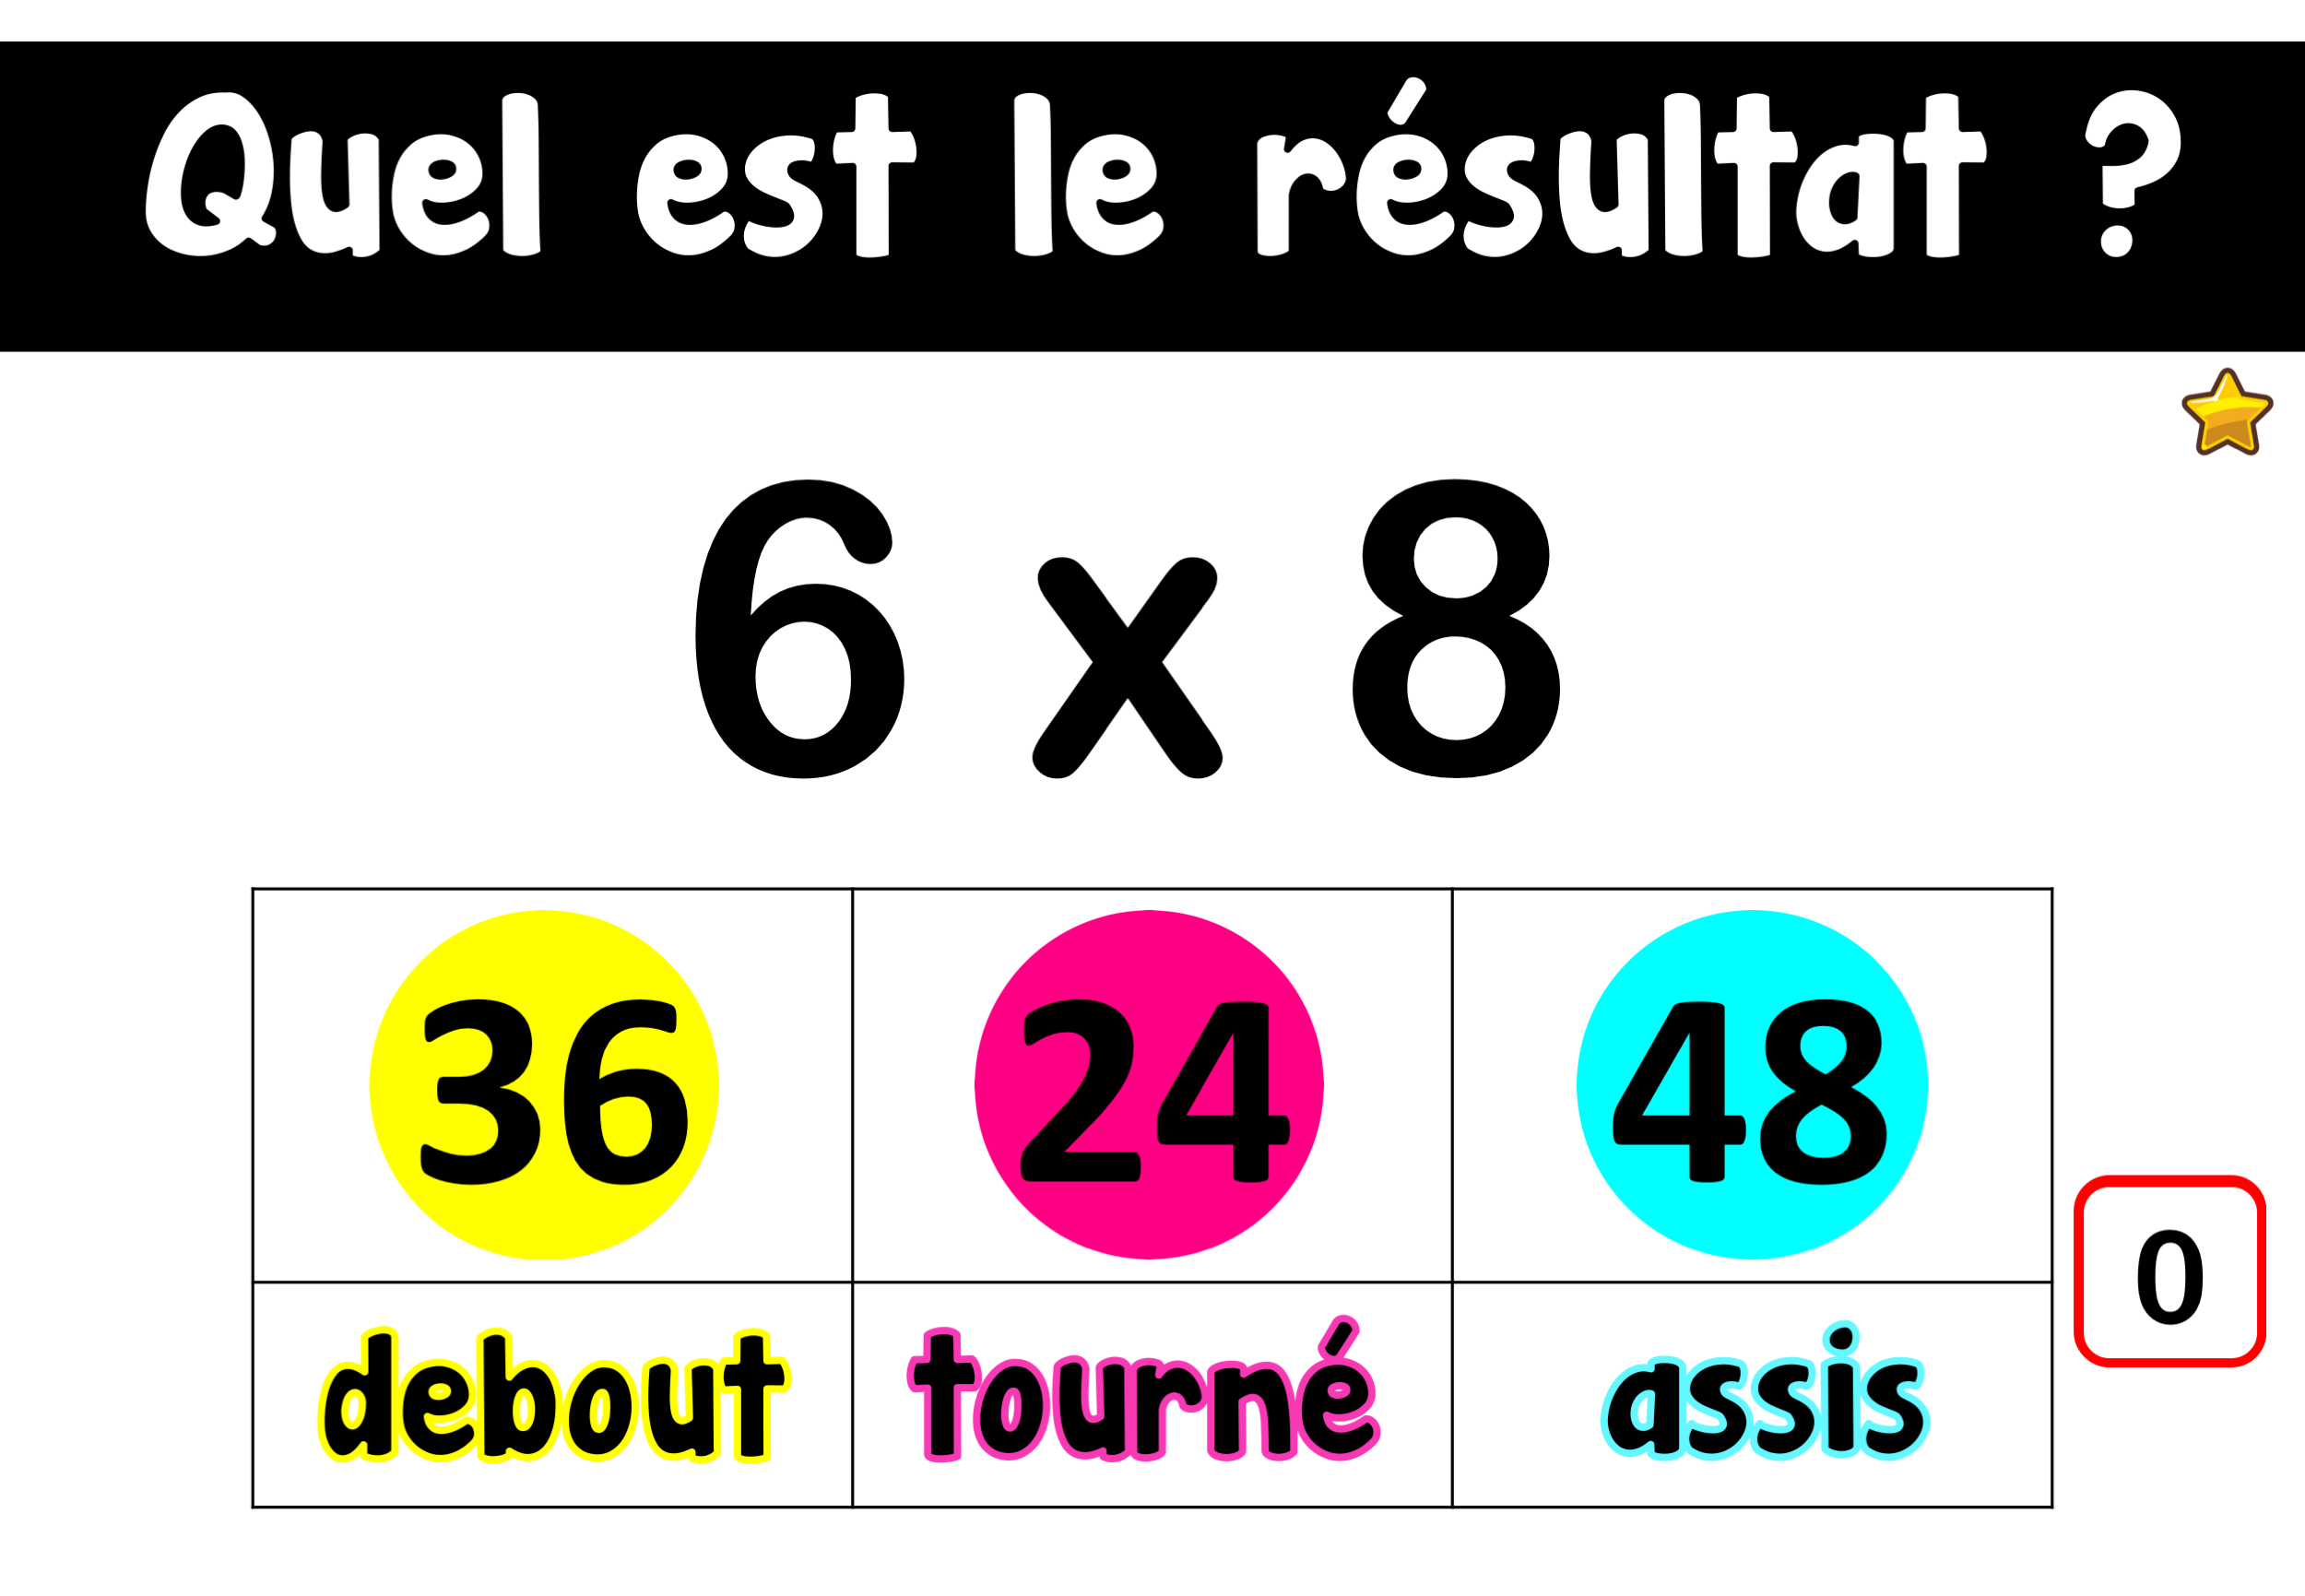 Quel est le résultat ?
6 x 8
36 24 48
0
debout tourné assis